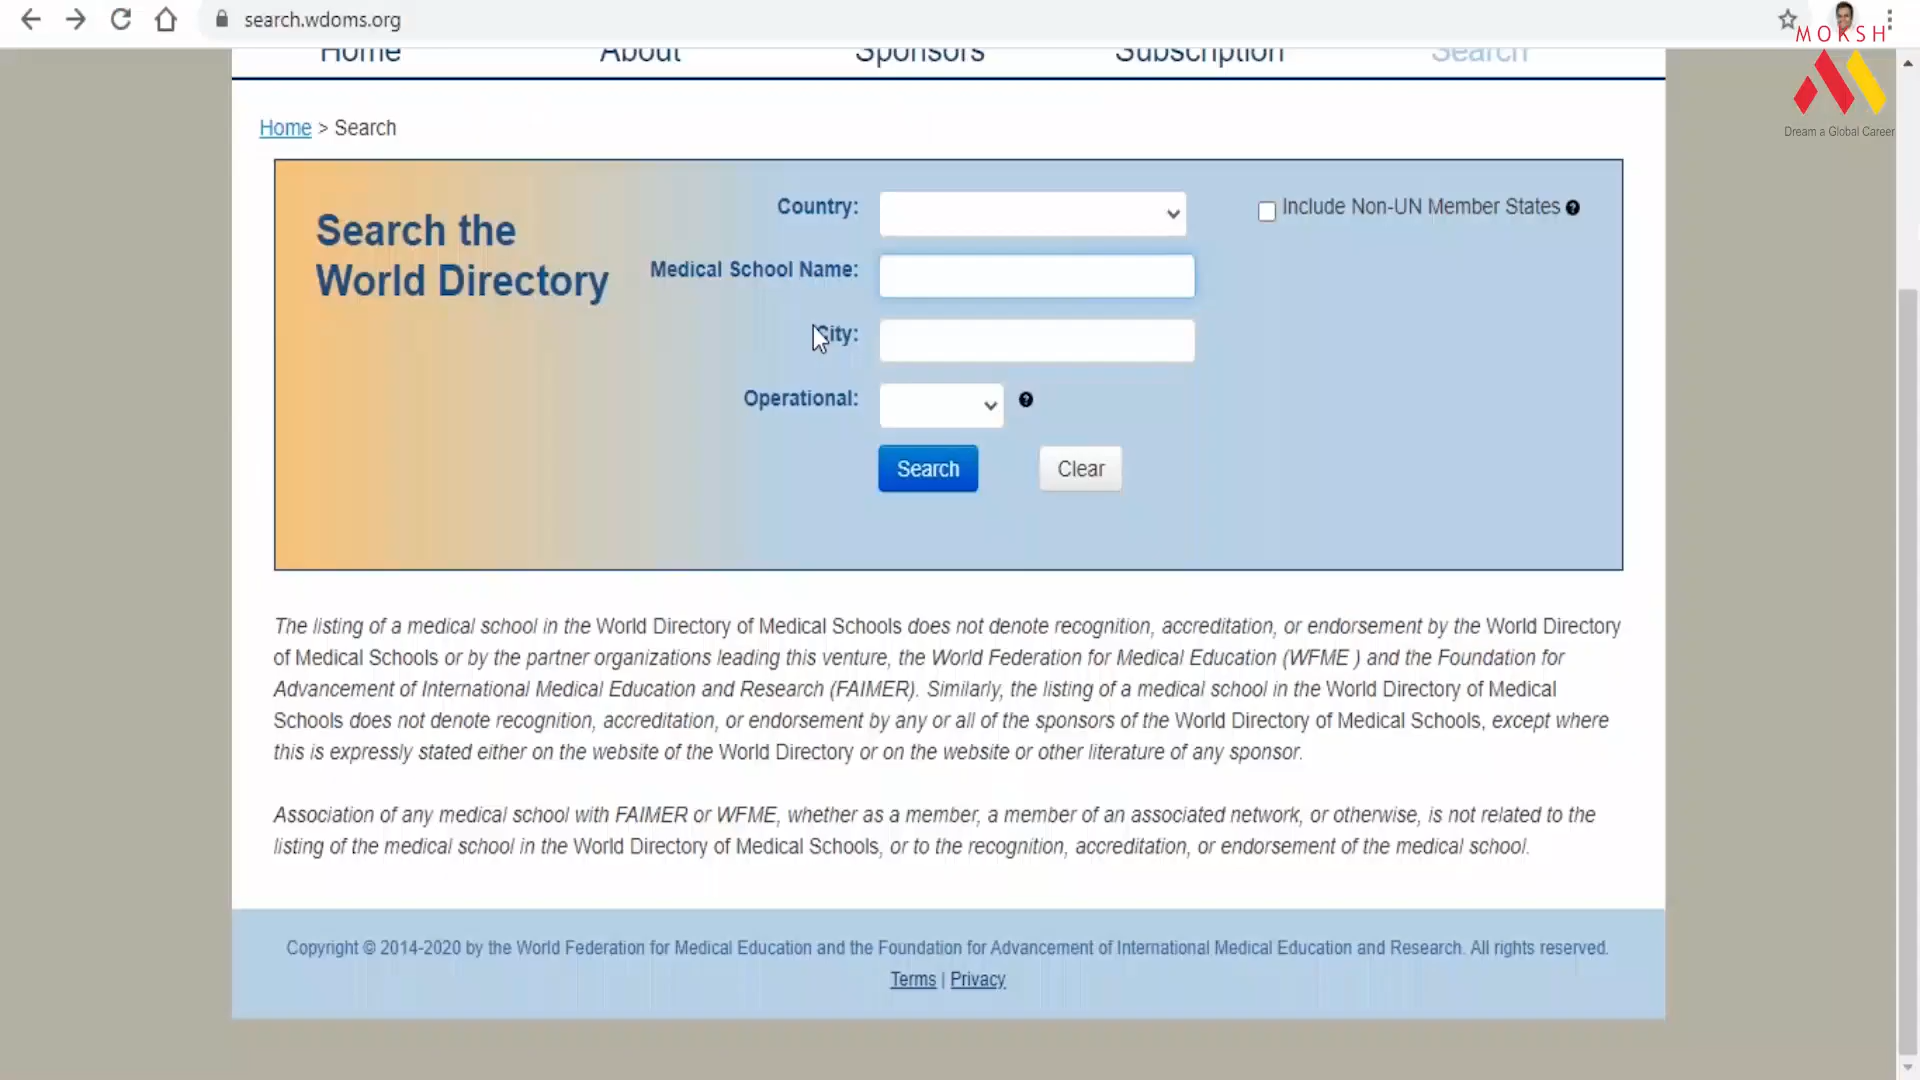 search.wdoms.org
MOKSH
Dream a Global Career
Home About Sponsors Subscription Search
Home > Search
Search the
World Directory
Country:
Include Non-UN Member States ?
Medical School Name:
City:
Operational:
?
Search Clear
The listing of a medical school in the World Directory of Medical Schools does not denote recognition, accreditation, or endorsement by the World Directory
of Medical Schools or by the partner organizations leading this venture, the World Federation for Medical Education (WFME ) and the Foundation for
Advancement of International Medical Education and Research (FAIMER). Similarly, the listing of a medical school in the World Directory of Medical
Schools does not denote recognition, accreditation, or endorsement by any or all of the sponsors of the World Directory of Medical Schools, except where
this is expressly stated either on the website of the World Directory or on the website or other literature of any sponsor.
Association of any medical school with FAIMER or WFME, whether as a member, a member of an associated network, or otherwise, is not related to the
listing of the medical school in the World Directory of Medical Schools, or to the recognition, accreditation, or endorsement of the medical school.
Copyright © 2014-2020 by the World Federation for Medical Education and the Foundation for Advancement of International Medical Education and Research. All rights reserved.
Terms | Privacy